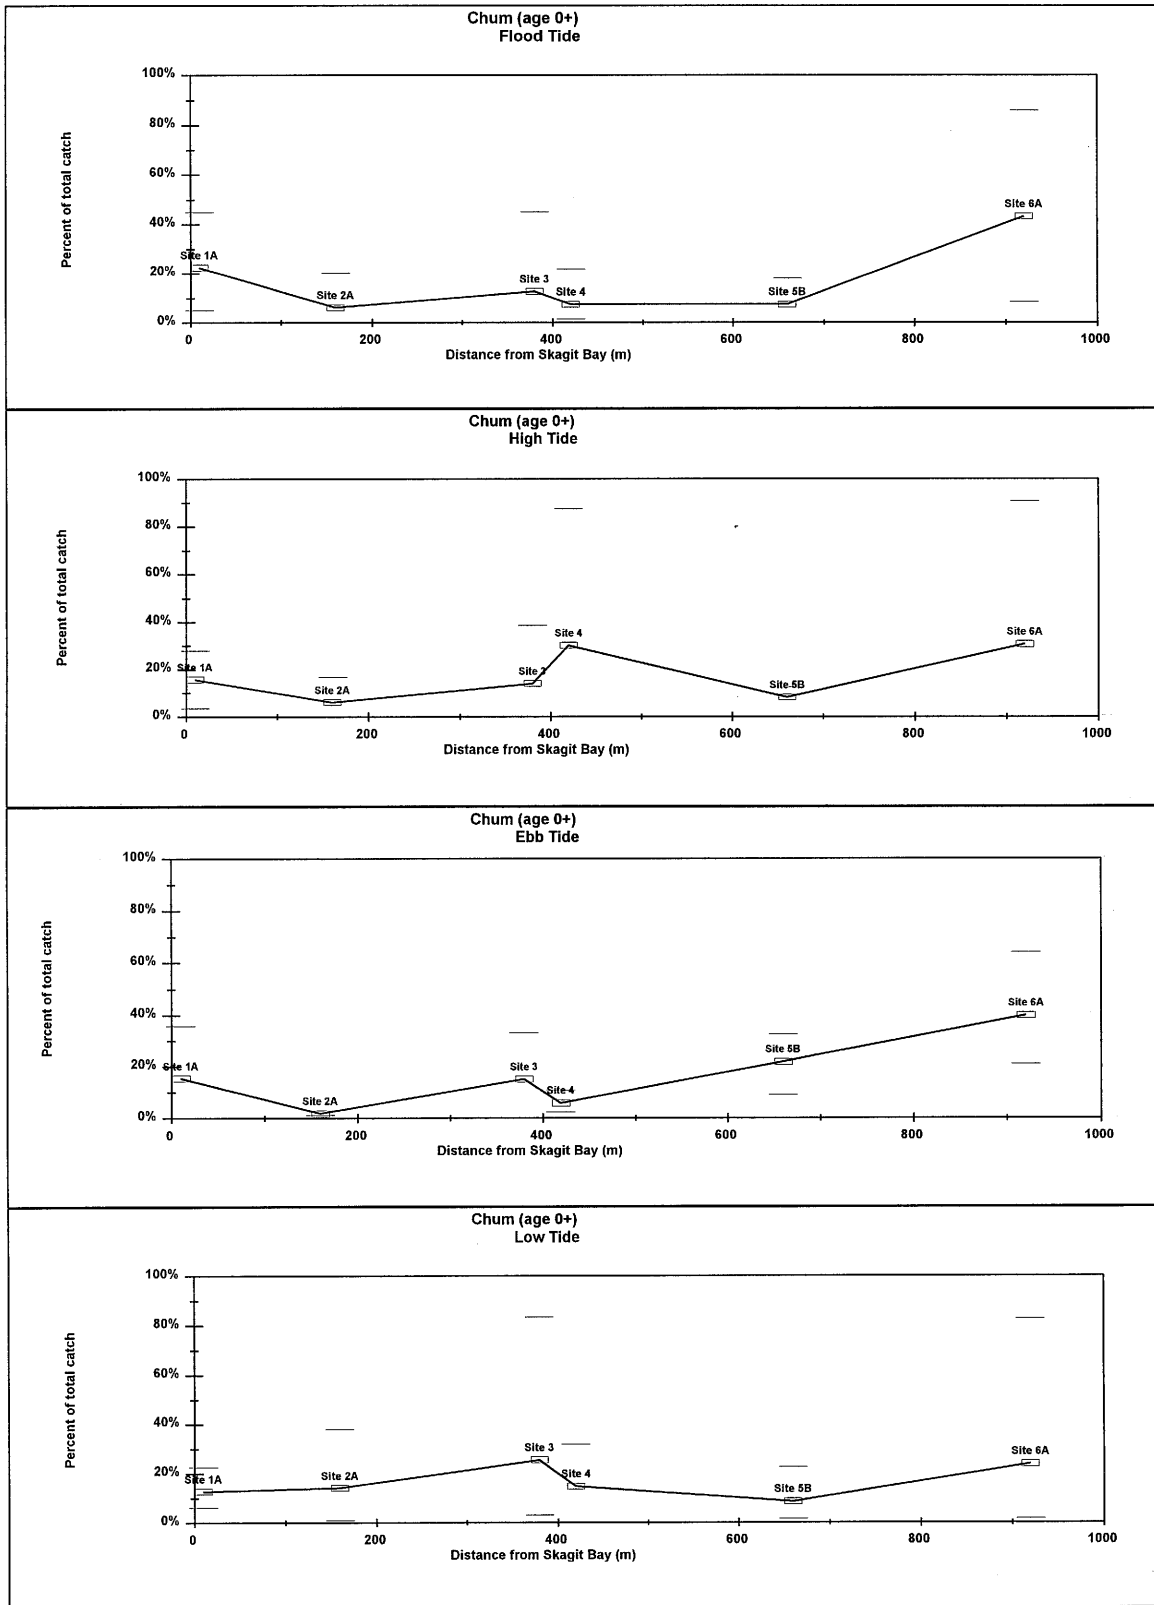 Chum (age 0+)
Flood Tide
100%
80%
60%
40%
20%
0%
Percent of total catch
Site 1A
Site 2A
Site 3
Site 4
Site 5B
Site 6A
0 200 400 600 800 1000
Distance from Skagit Bay (m)
Chum (age 0+)
High Tide
100%
80%
60%
40%
20%
0%
Percent of total catch
Site 1A
Site 2A
Site 3
Site 4
Site 5B
Site 6A
0 200 400 600 800 1000
Distance from Skagit Bay (m)
Chum (age 0+)
Ebb Tide
100%
80%
60%
40%
20%
0%
Percent of total catch
Site 1A
Site 2A
Site 3
Site 4
Site 5B
Site 6A
0 200 400 600 800 1000
Distance from Skagit Bay (m)
Chum (age 0+)
Low Tide
100%
80%
60%
40%
20%
0%
Percent of total catch
Site 1A
Site 2A
Site 3
Site 4
Site 5B
Site 6A
0 200 400 600 800 1000
Distance from Skagit Bay (m)